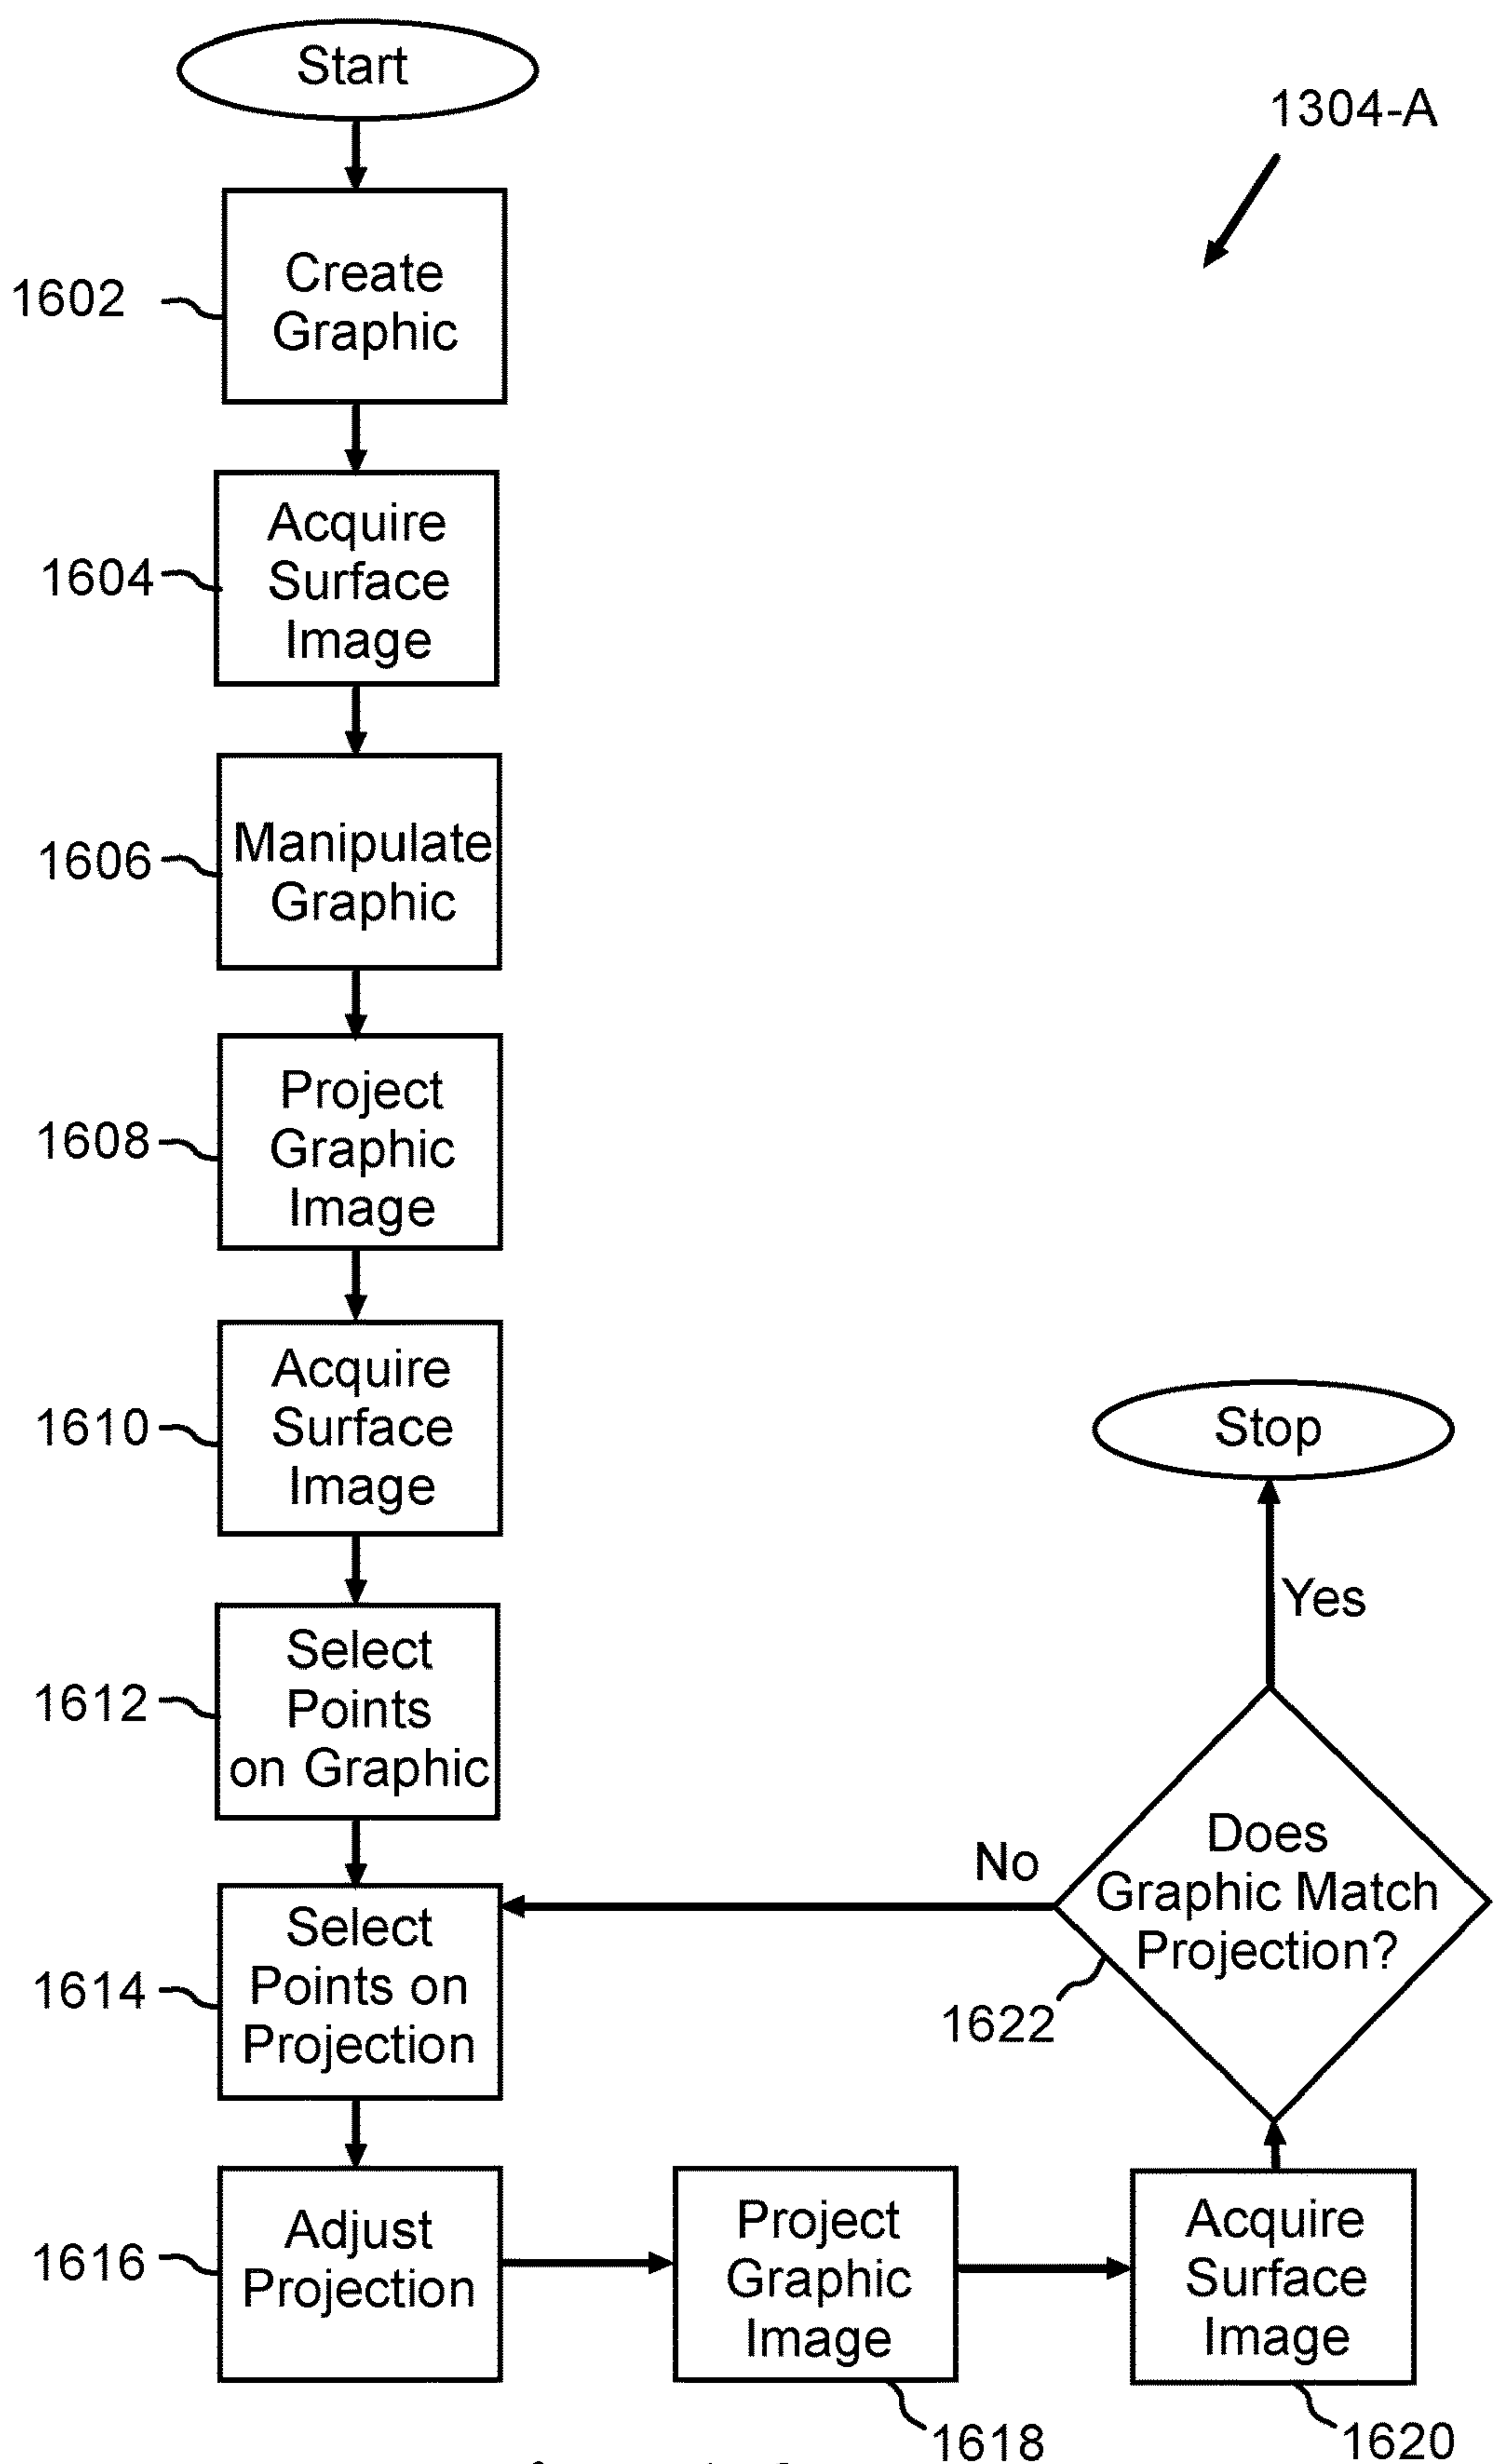 Start
1304-A
1602
Create
Graphic
1604
Acquire
Surface
Image
1606
Manipulate
Graphic
1608
Project
Graphic
Image
1610
Acquire
Surface
Image
Stop
Yes
1612
Select
Points
on Graphic
No
Does
Graphic Match
Projection?
1622
1614
Select
Points on
Projection
1616
Adjust
Projection
Project
Graphic
Image
1618
Acquire
Surface
Image
1620